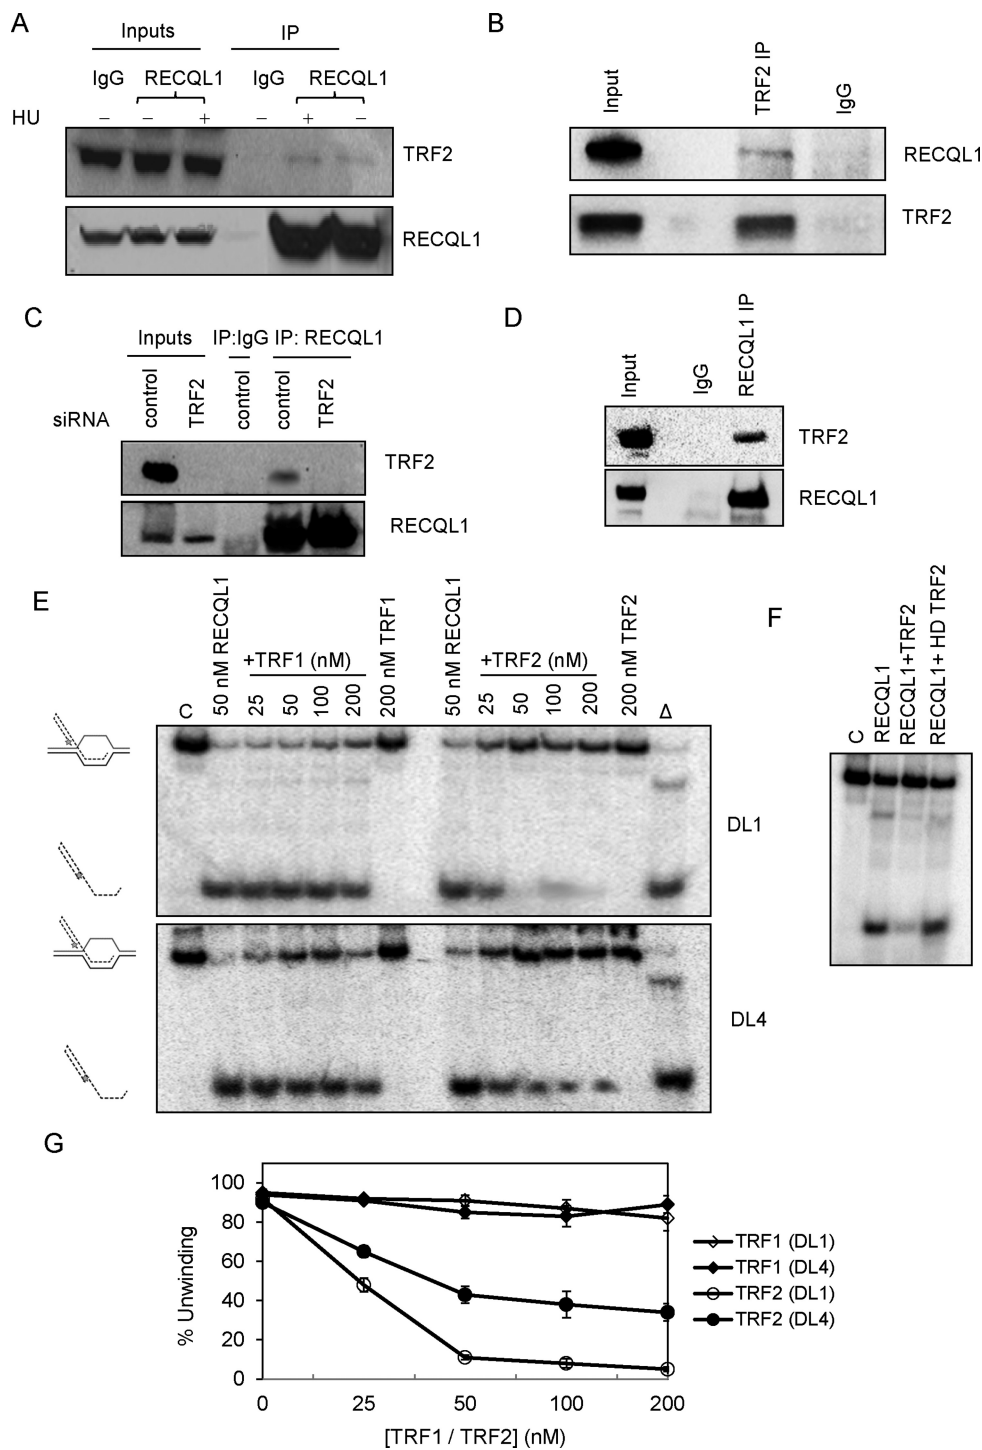 A
Inputs IP
IgG RECQL1 IgG RECQL1
HU − − + − + −
TRF2
RECQL1
B
Input TRF2 IP IgG
RECQL1
TRF2
C
Inputs IP:IgG IP: RECQL1
siRNA control TRF2 control control TRF2
TRF2
RECQL1
D
Input IgG RECQL1 IP
TRF2
RECQL1
E
C 50 nM RECQL1 +TRF1 (nM) 25 50 100 200 200 nM TRF1 50 nM RECQL1 +TRF2 (nM) 25 50 100 200 200 nM TRF2 Δ
DL1
DL4
F
C RECQL1 RECQL1+TRF2 RECQL1+ HD TRF2
G
% Unwinding
100
80
60
40
20
0
0 25 50 100 200
[TRF1 / TRF2] (nM)
TRF1 (DL1)
TRF1 (DL4)
TRF2 (DL1)
TRF2 (DL4)